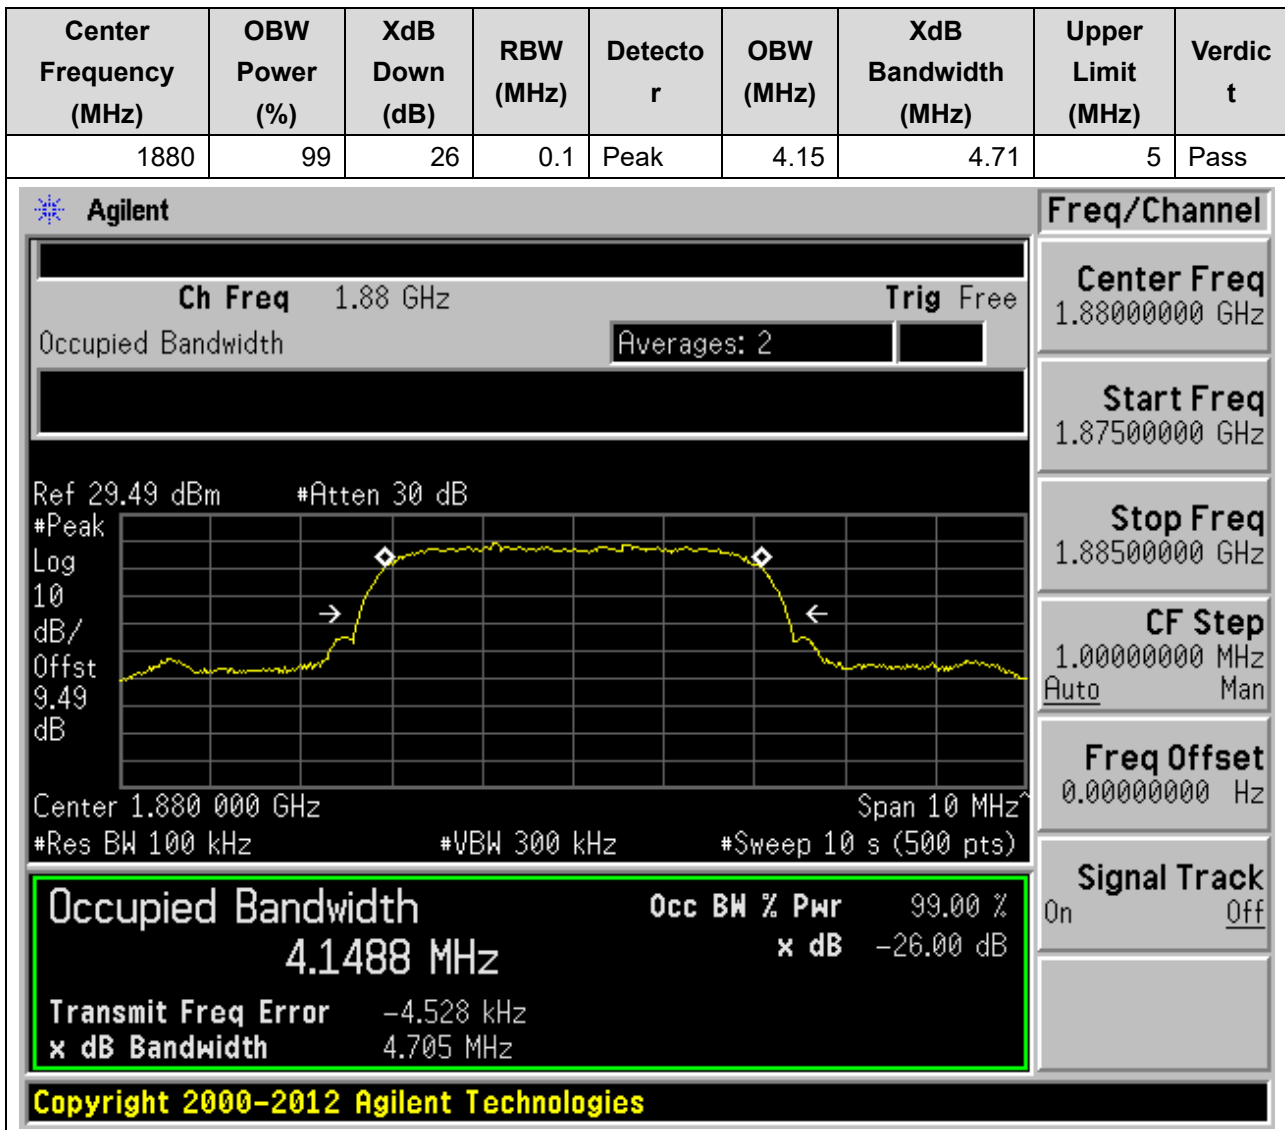 Center Frequency (MHz) OBW Power (%) XdB Down (dB) RBW (MHz) Detecto r OBW (MHz) XdB Bandwidth (MHz) Upper Limit (MHz) Verdic t
1880 99 26 0.1 Peak 4.15 4.71 5 Pass
Agilent
Freq/Channel
Ch Freq 1.88 GHz Trig Free
Occupied Bandwidth Averages: 2
Ref 29.49 dBm #Atten 30 dB
#Peak
Log
10
dB/
Offst
9.49
dB
Center 1.880 000 GHz Span 10 MHz^
#Res BW 100 kHz #VBW 300 kHz #Sweep 10 s (500 pts)
Occupied Bandwidth Occ BW % Pwr 99.00 %
4.1488 MHz x dB -26.00 dB
Transmit Freq Error -4.528 kHz
x dB Bandwidth 4.705 MHz
Center Freq
1.88000000 GHz
Start Freq
1.87500000 GHz
Stop Freq
1.88500000 GHz
CF Step
1.00000000 MHz
Auto Man
Freq Offset
0.00000000 Hz
Signal Track
On Off
Copyright 2000-2012 Agilent Technologies